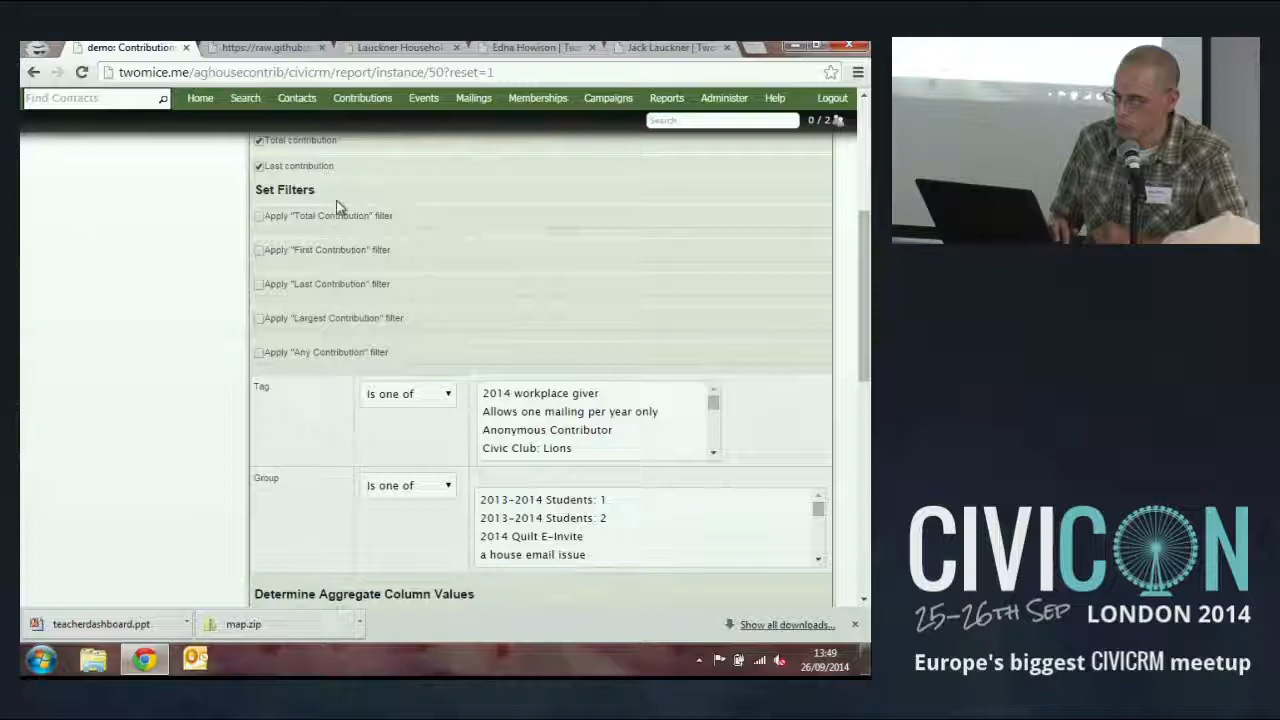 demo: Contribution
https://raw.github
Lauckner Househol
Edna Howison | Two
Jack Lauckner | Two
twomice.me/aghousecontrib/civicrm/report/instance/50?reset=1
Find Contacts
Home
Search
Contacts
Contributions
Events
Mailings
Memberships
Campaigns
Reports
Administer
Help
Logout
Search
0 / 2
Total contribution
Last contribution
Set Filters
Apply "Total Contribution" filter
Apply "First Contribution" filter
Apply "Last Contribution" filter
Apply "Largest Contribution" filter
Apply "Any Contribution" filter
Tag
Is one of
2014 workplace giver
Allows one mailing per year only
Anonymous Contributor
Civic Club: Lions
Group
Is one of
2013-2014 Students: 1
2013-2014 Students: 2
2014 Quilt E-Invite
a house email issue
Determine Aggregate Column Values
teacherdashboard.ppt
map.zip
Show all downloads...
13:49
26/09/2014
CIVICON
25-26TH SEP LONDON 2014
Europe's biggest CIVICRM meetup